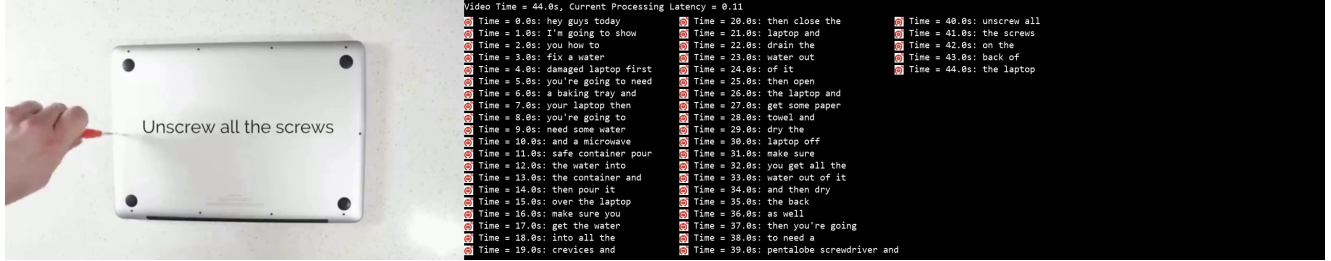 Unscrew all the screws
Video Time = 44.0s, Current Processing Latency = 0.11
Time = 0.0s: hey guys today
Time = 1.0s: I'm going to show
Time = 2.0s: you how to
Time = 3.0s: fix a water
Time = 4.0s: damaged laptop first
Time = 5.0s: you're going to need
Time = 6.0s: a baking tray and
Time = 7.0s: your laptop then
Time = 8.0s: you're going to
Time = 9.0s: need some water
Time = 10.0s: and a microwave
Time = 11.0s: safe container pour
Time = 12.0s: the water into
Time = 13.0s: the container and
Time = 14.0s: then pour it
Time = 15.0s: over the laptop
Time = 16.0s: make sure you
Time = 17.0s: get the water
Time = 18.0s: into all the
Time = 19.0s: crevices and
Time = 20.0s: then close the
Time = 21.0s: laptop and
Time = 22.0s: drain the
Time = 23.0s: water out
Time = 24.0s: of it
Time = 25.0s: then open
Time = 26.0s: the laptop and
Time = 27.0s: get some paper
Time = 28.0s: towel and
Time = 29.0s: dry the
Time = 30.0s: laptop off
Time = 31.0s: make sure
Time = 32.0s: you get all the
Time = 33.0s: water out of it
Time = 34.0s: and then dry
Time = 35.0s: the back
Time = 36.0s: as well
Time = 37.0s: then you're going
Time = 38.0s: to need a
Time = 39.0s: pentalobe screwdriver and
Time = 40.0s: unscrew all
Time = 41.0s: the screws
Time = 42.0s: on the
Time = 43.0s: back of
Time = 44.0s: the laptop